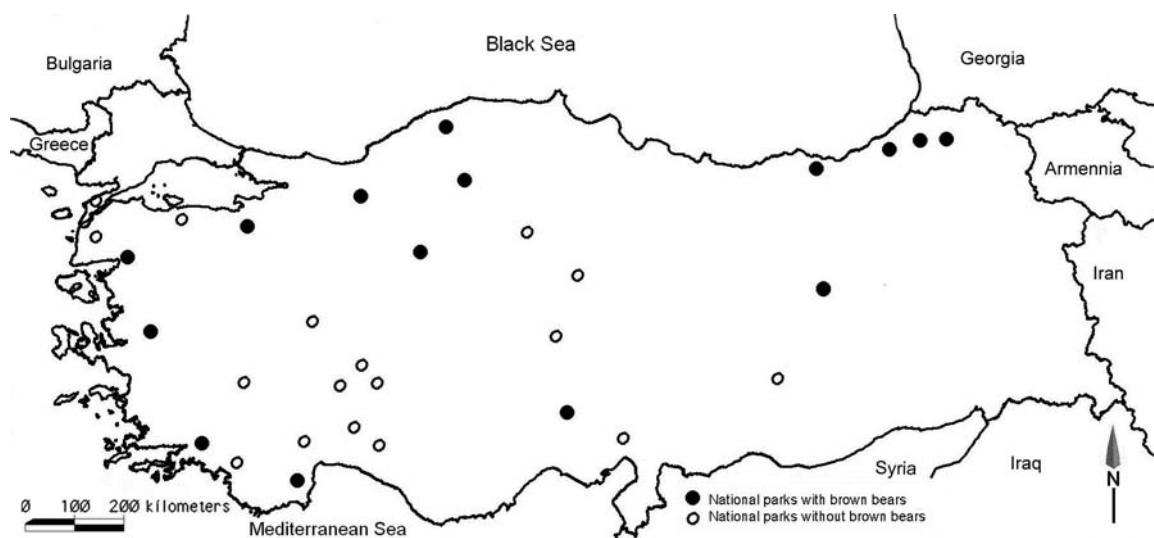 Black Sea
Bulgaria
Georgia
Greece
Armennia
Iran
Syria
Iraq
N
0 100 200 kilometers
Mediterranean Sea
National parks with brown bears
National parks without brown bears